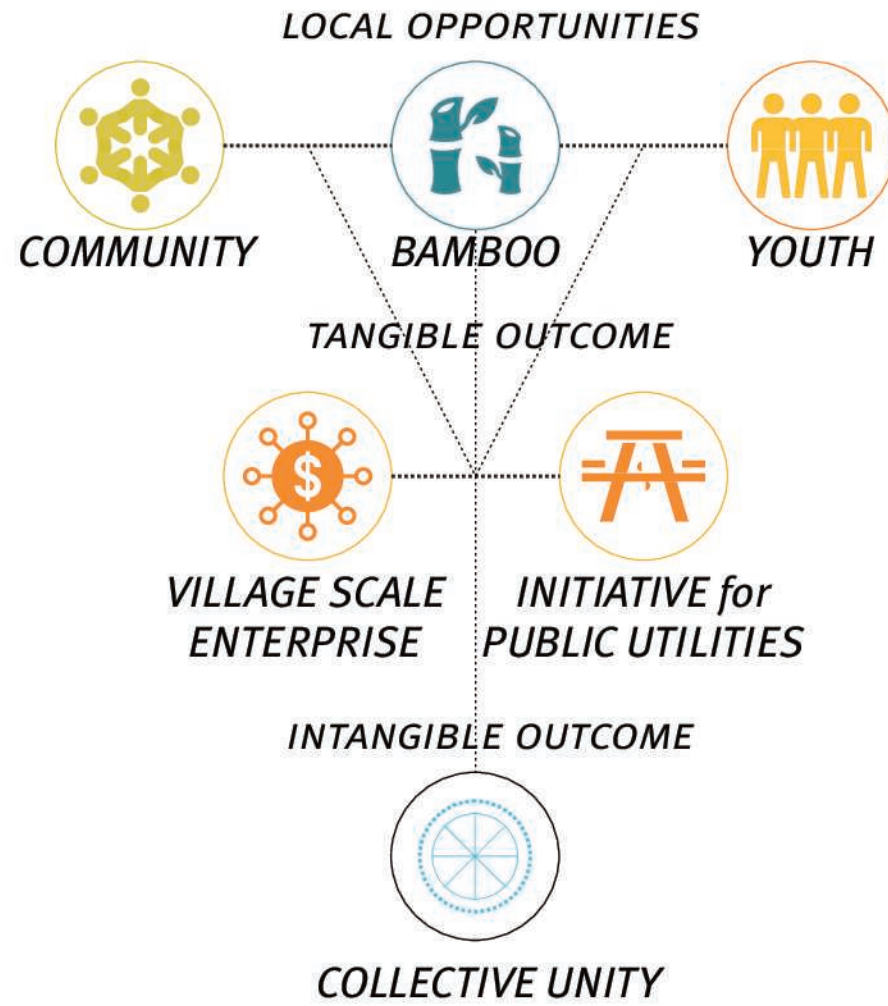 LOCAL OPPORTUNITIES
COMMUNITY
BAMBOO
YOUTH
TANGIBLE OUTCOME
$
VILLAGE SCALE
ENTERPRISE
INITIATIVE for
PUBLIC UTILITIES
INTANGIBLE OUTCOME
COLLECTIVE UNITY